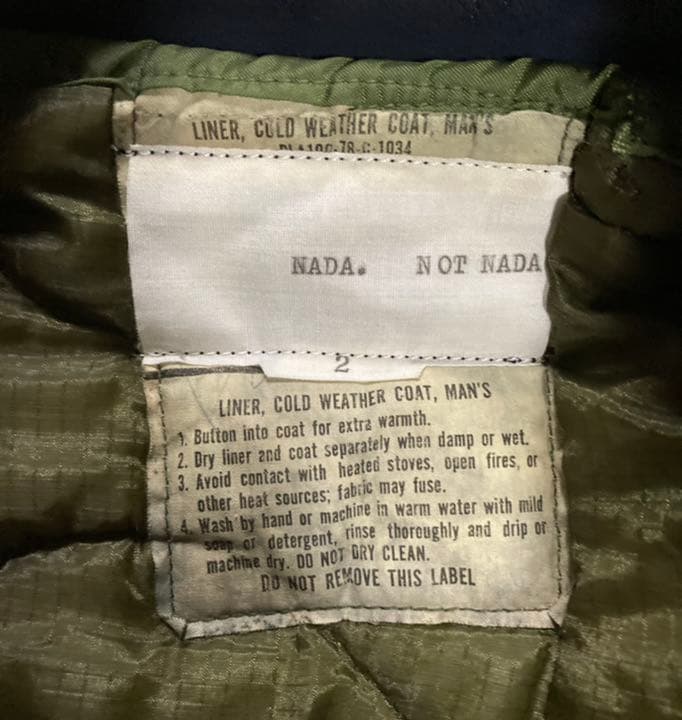 LINER, COLD WEATHER COAT, MAN'S
DLA100-78-C-1034
NADA. NOT NADA
2
LINER, COLD WEATHER COAT, MAN'S
1. Button into coat for extra warmth.
2. Dry liner and coat separately when damp or wet.
3. Avoid contact with heated stoves, open fires, or
other heat sources; fabric may fuse.
4. Wash by hand or machine in warm water with mild
soap or detergent, rinse thoroughly and drip or
machine dry. DO NOT DRY CLEAN.
DO NOT REMOVE THIS LABEL